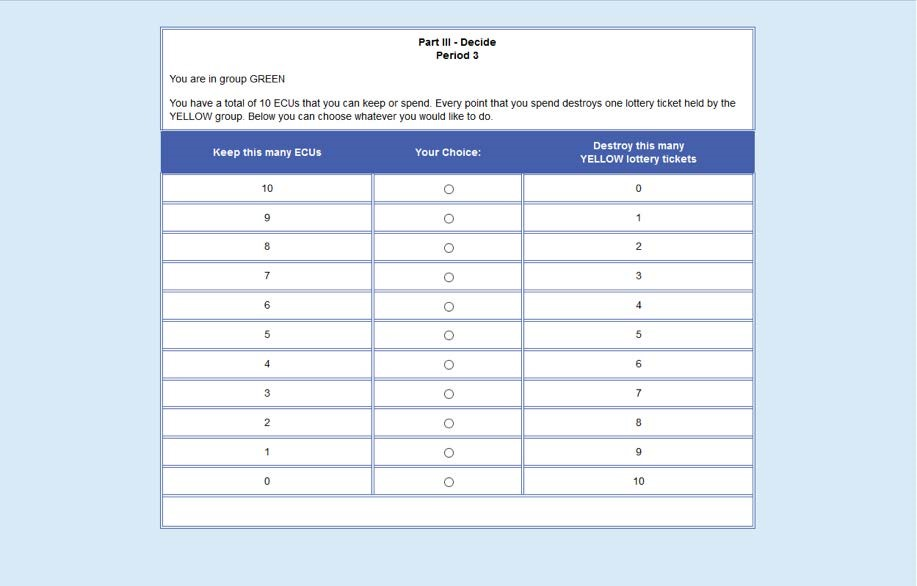 Part III - Decide
Period 3
You are in group GREEN
You have a total of 10 ECUs that you can keep or spend. Every point that you spend destroys one lottery ticket held by the
YELLOW group. Below you can choose whatever you would like to do.
Keep this many ECUs Your Choice: Destroy this many
YELLOW lottery tickets
10 0
9 1
8 2
7 3
6 4
5 5
4 6
3 7
2 8
1 9
0 10